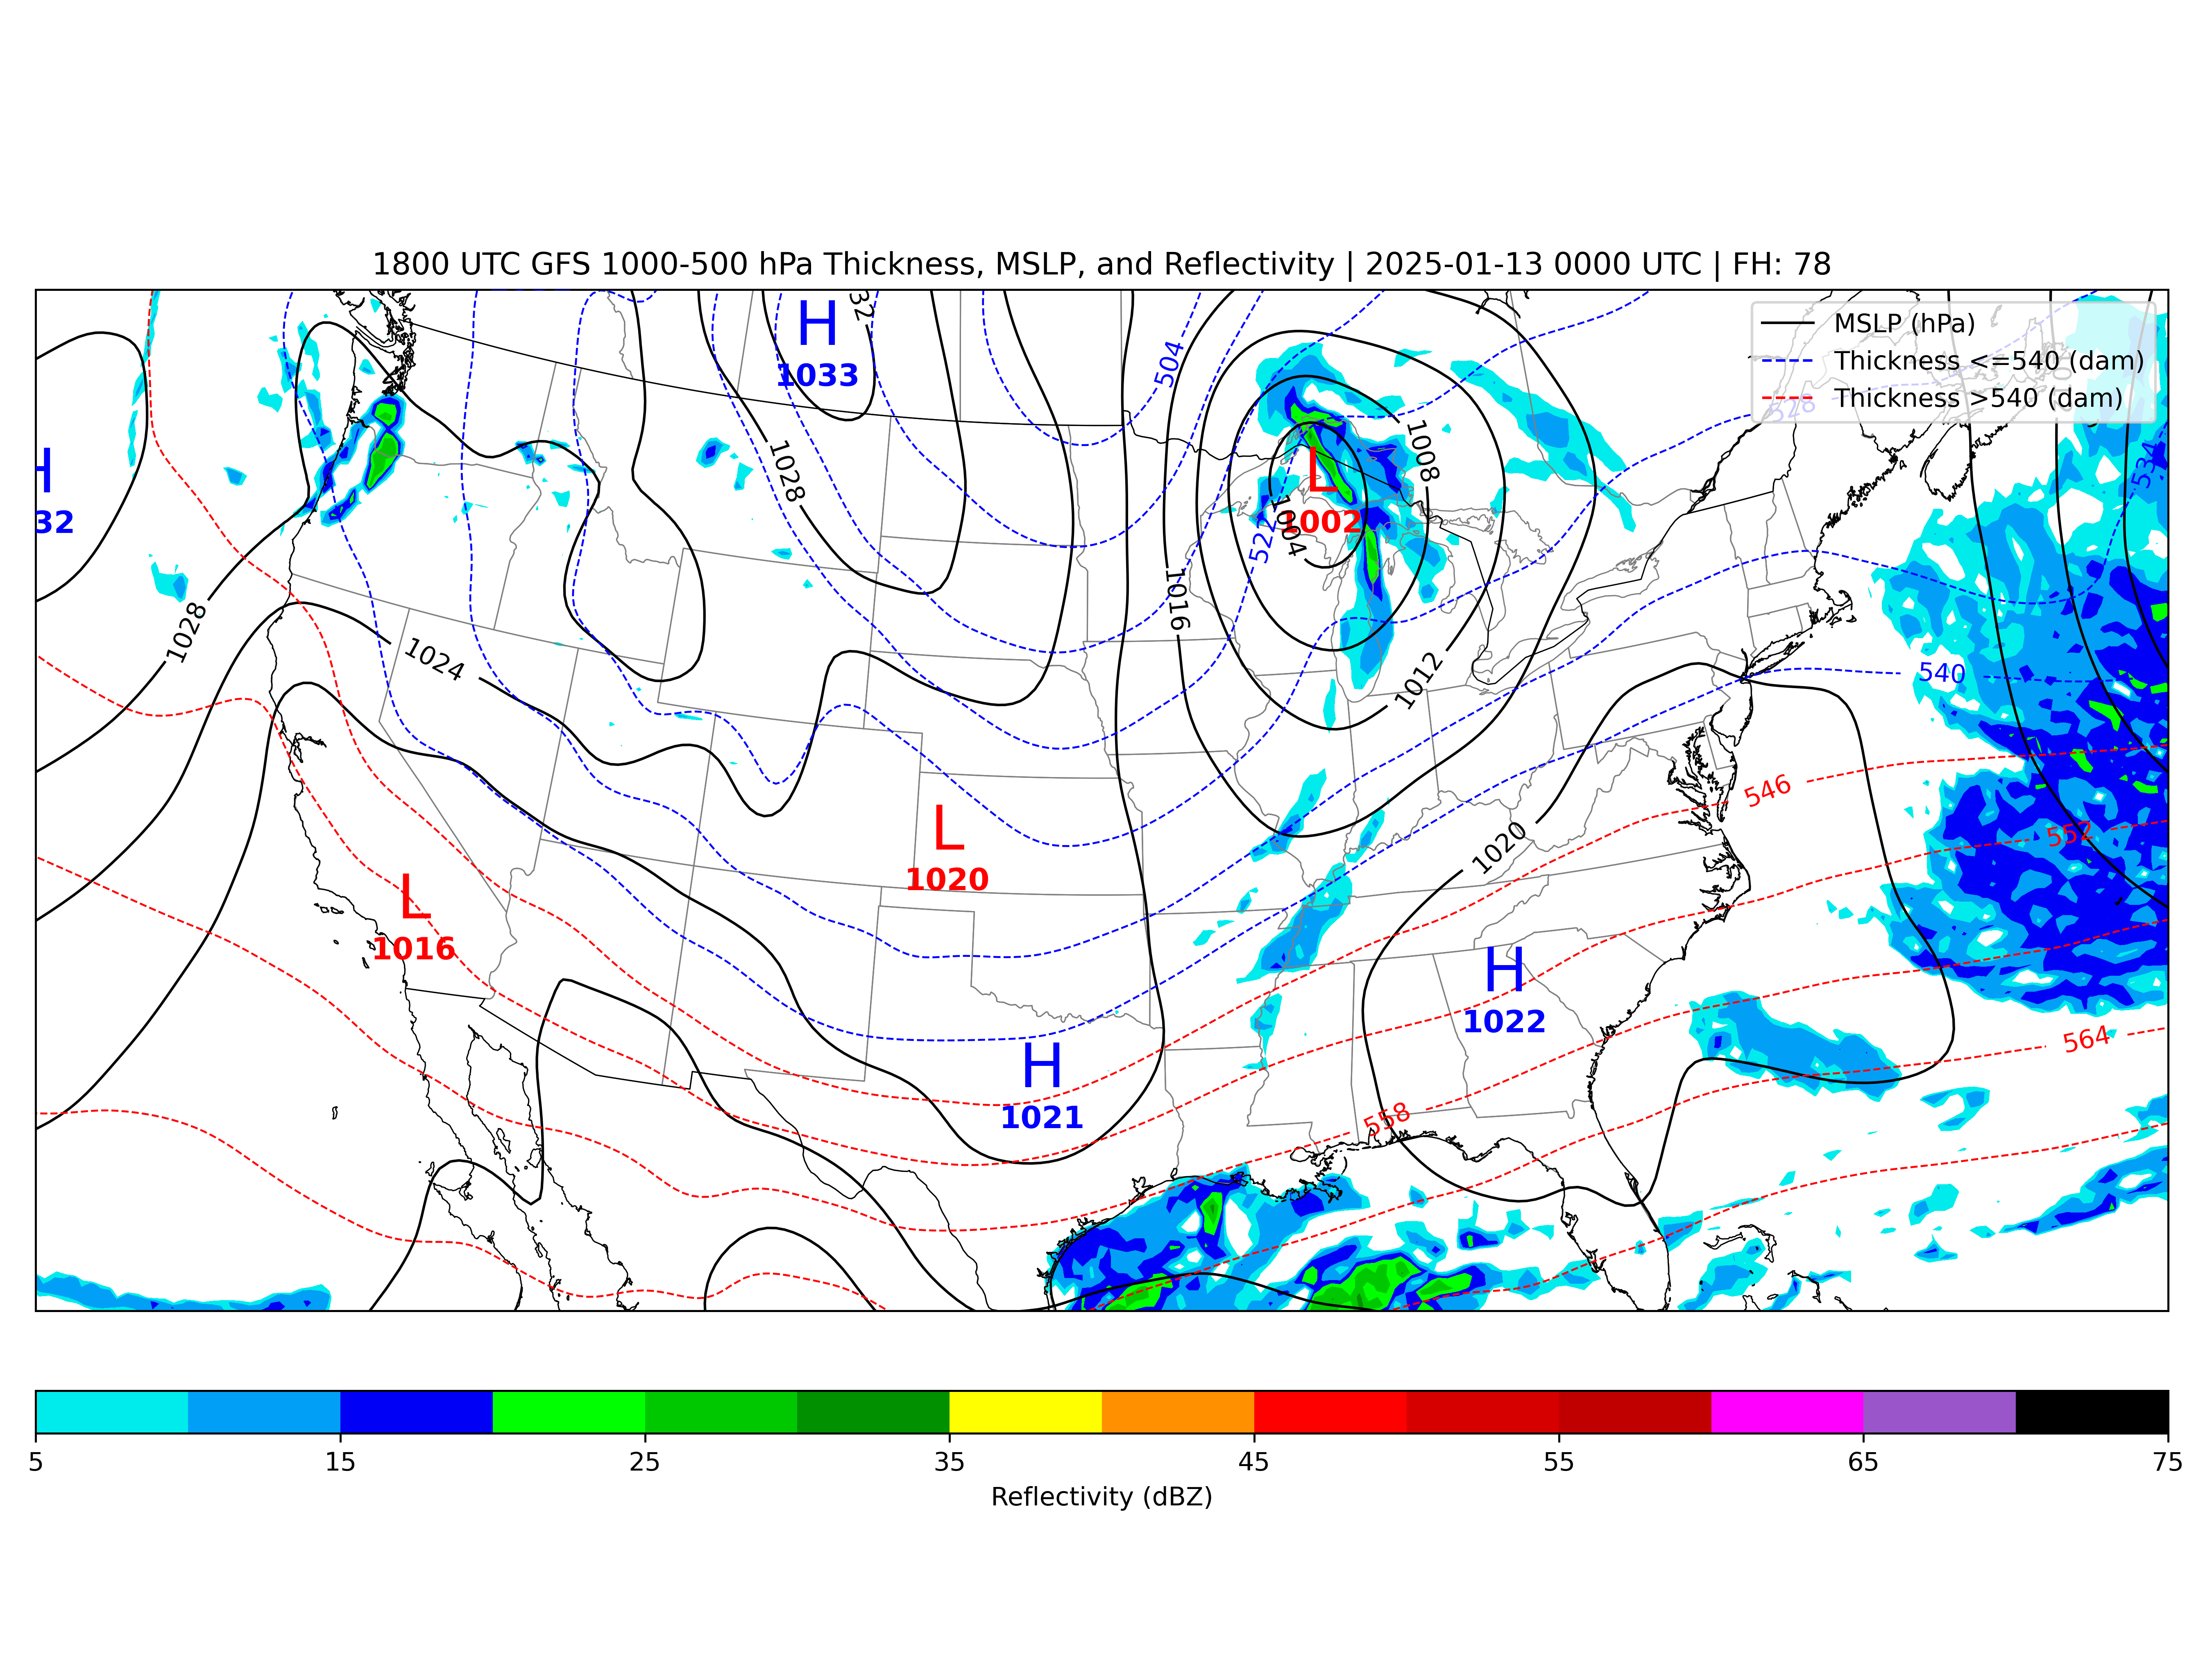 1800 UTC GFS 1000-500 hPa Thickness, MSLP, and Reflectivity | 2025-01-13 0000 UTC | FH: 78
MSLP (hPa)
Thickness <=540 (dam)
Thickness >540 (dam)
H
1033
32
1028
504
528
1008
H
32
L
1002
1004
522
534
1016
1028
1024
1012
540
546
552
L
1020
1020
L
1016
H
1022
H
1021
564
558
5
15
25
35
45
55
65
75
Reflectivity (dBZ)